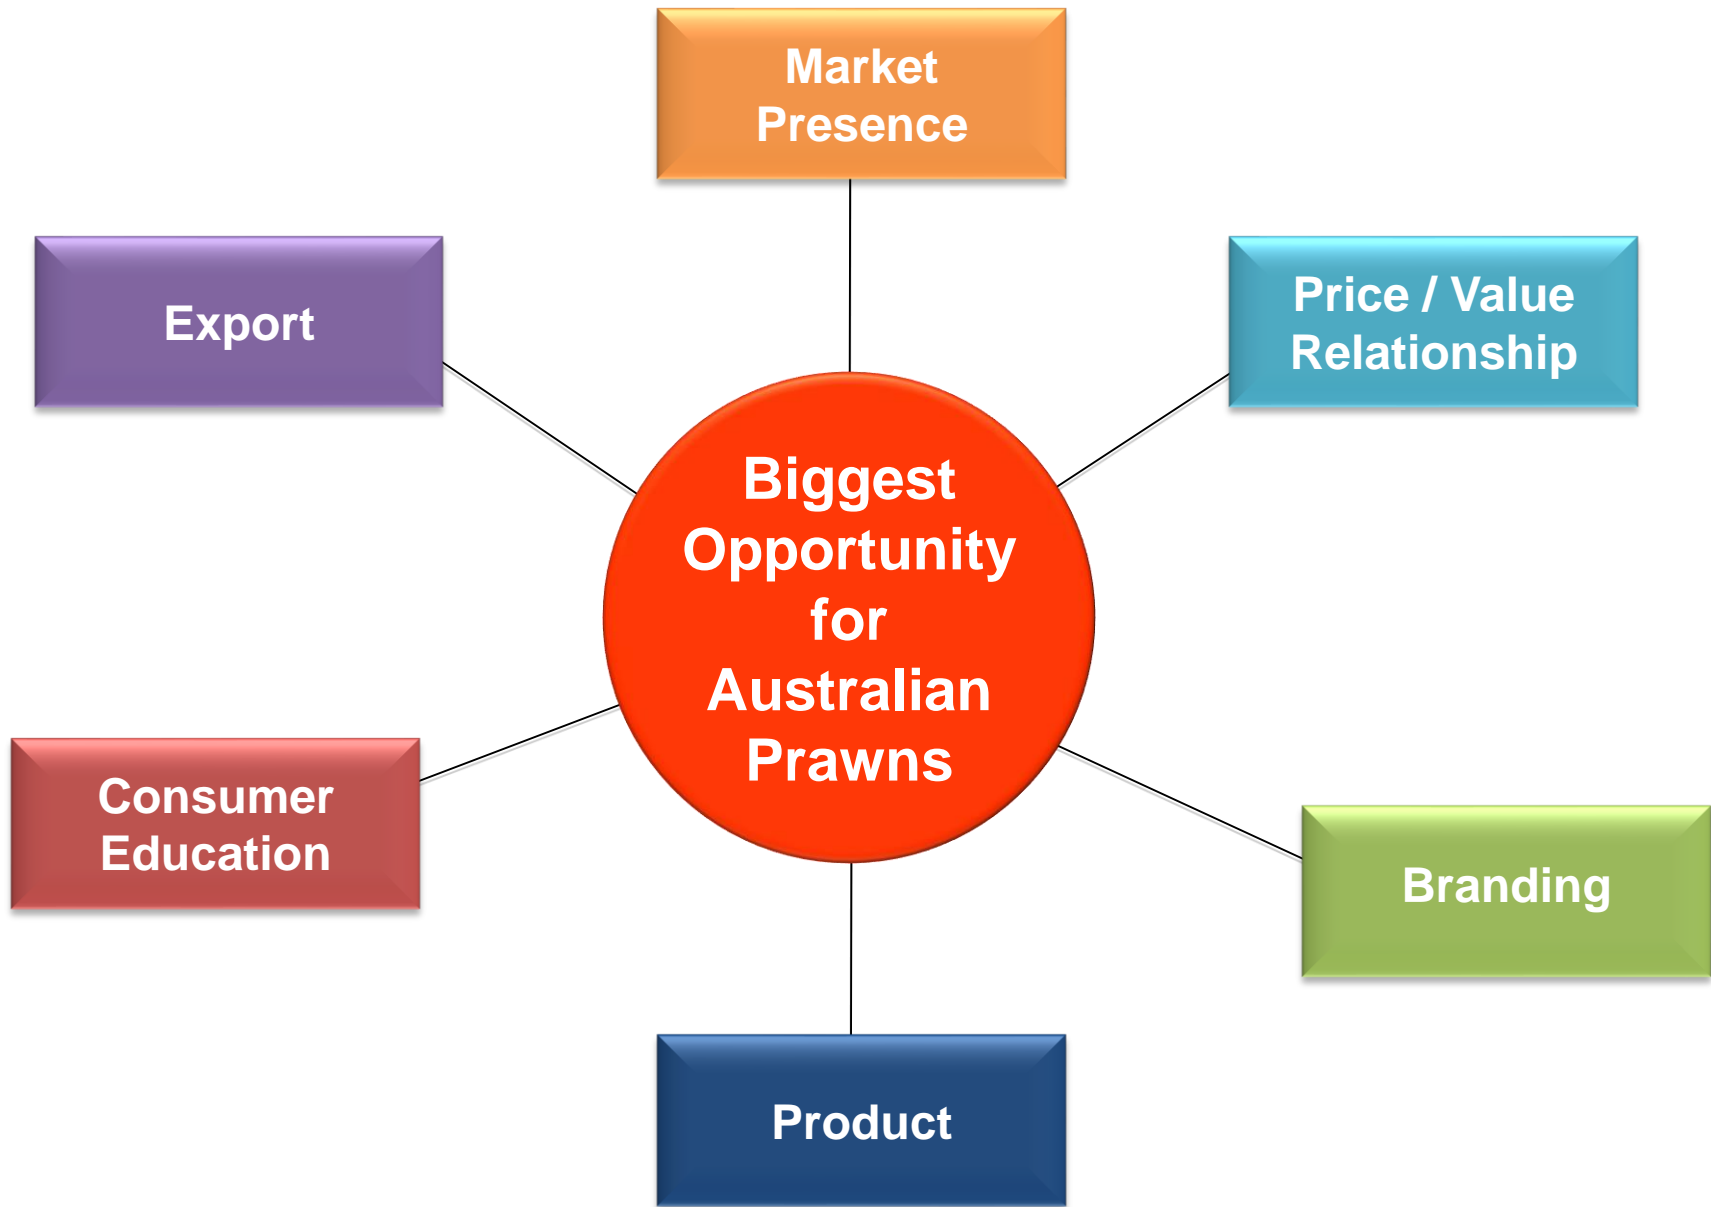 Market
Presence
Export
Price / Value
Relationship
Biggest
Opportunity
for
Australian
Prawns
Consumer
Education
Branding
Product